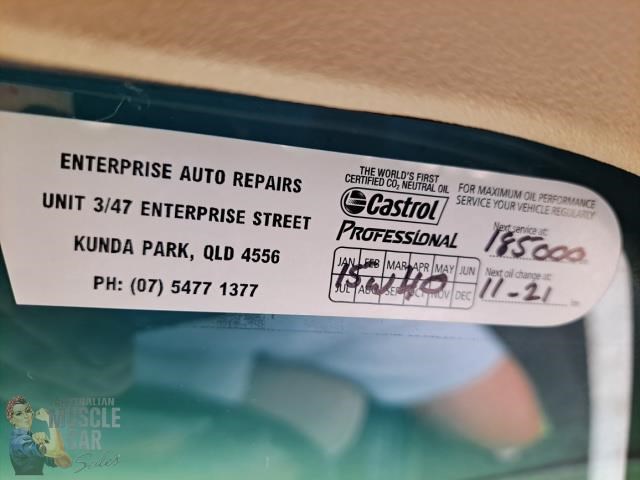 ENTERPRISE AUTO REPAIRS
UNIT 3/47 ENTERPRISE STREET
KUNDA PARK, QLD 4556
PH: (07) 5477 1377
THE WORLD'S FIRST
CERTIFIED CO₂ NEUTRAL OIL
Castrol
PROFESSIONAL
JAN FEB MAR APR MAY JUN
15W40
JUL AUG SEP OCT NOV DEC
FOR MAXIMUM OIL PERFORMANCE
SERVICE YOUR VEHICLE REGULARLY
Next service at:
185000
Next oil change at:
11-21 km
AUSTRALIAN
MUSCLE
CAR
Sales